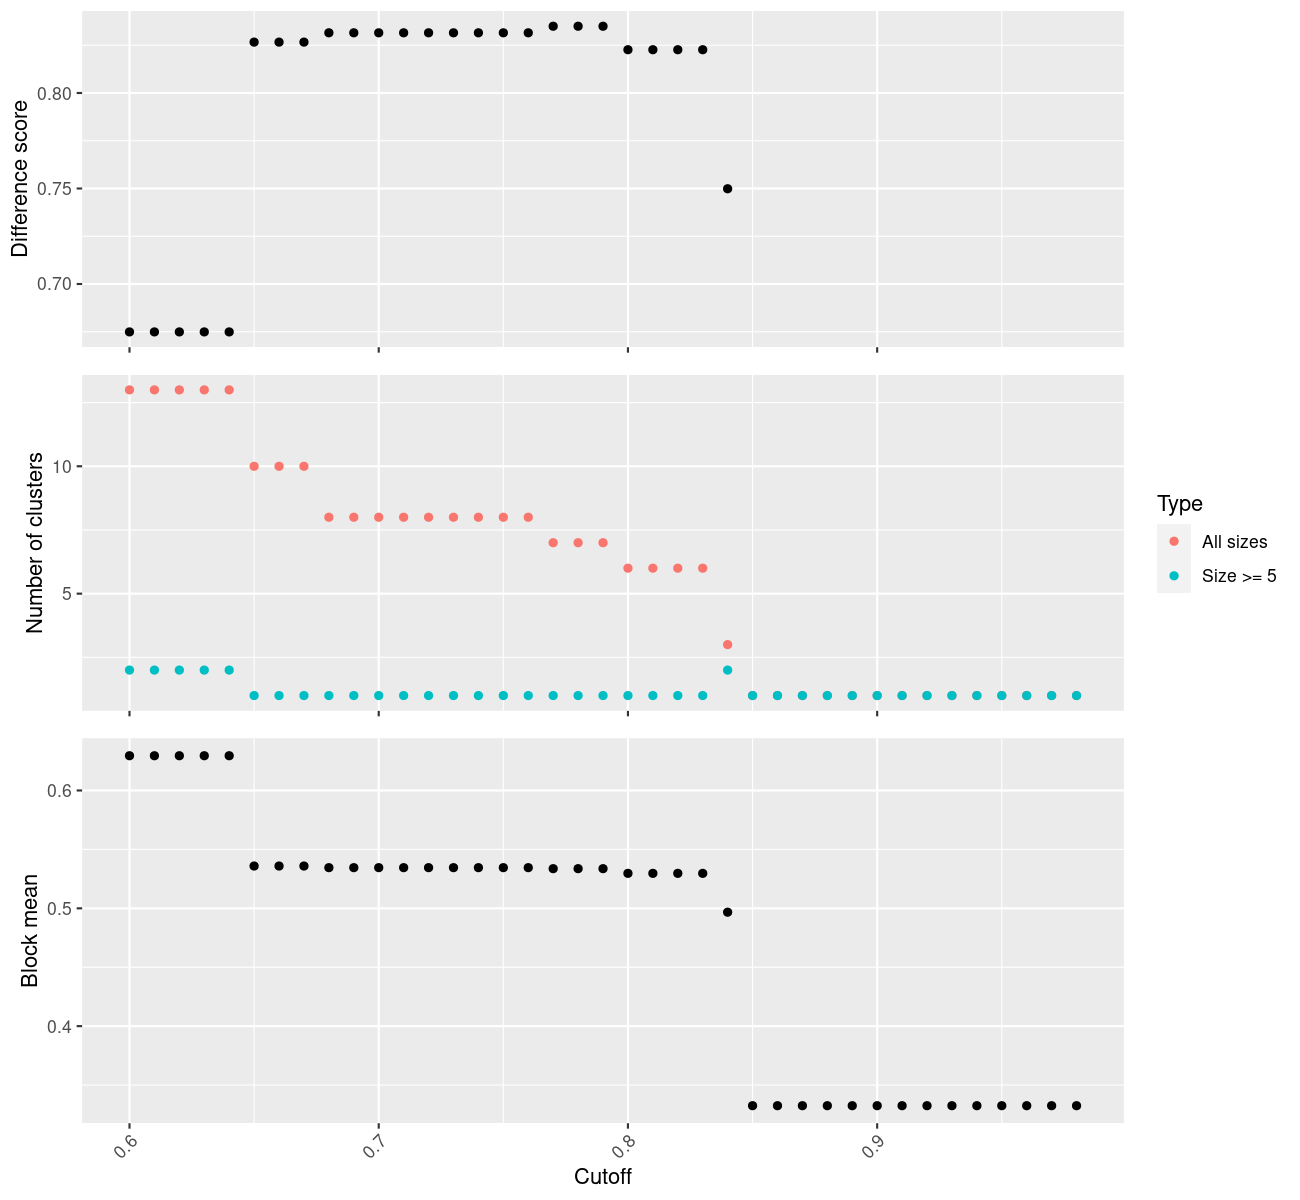 Difference score
0.80
0.75
0.70
Number of clusters
10
5
Type
All sizes
Size >= 5
Block mean
0.6
0.5
0.4
0.6 0.7 0.8 0.9
Cutoff